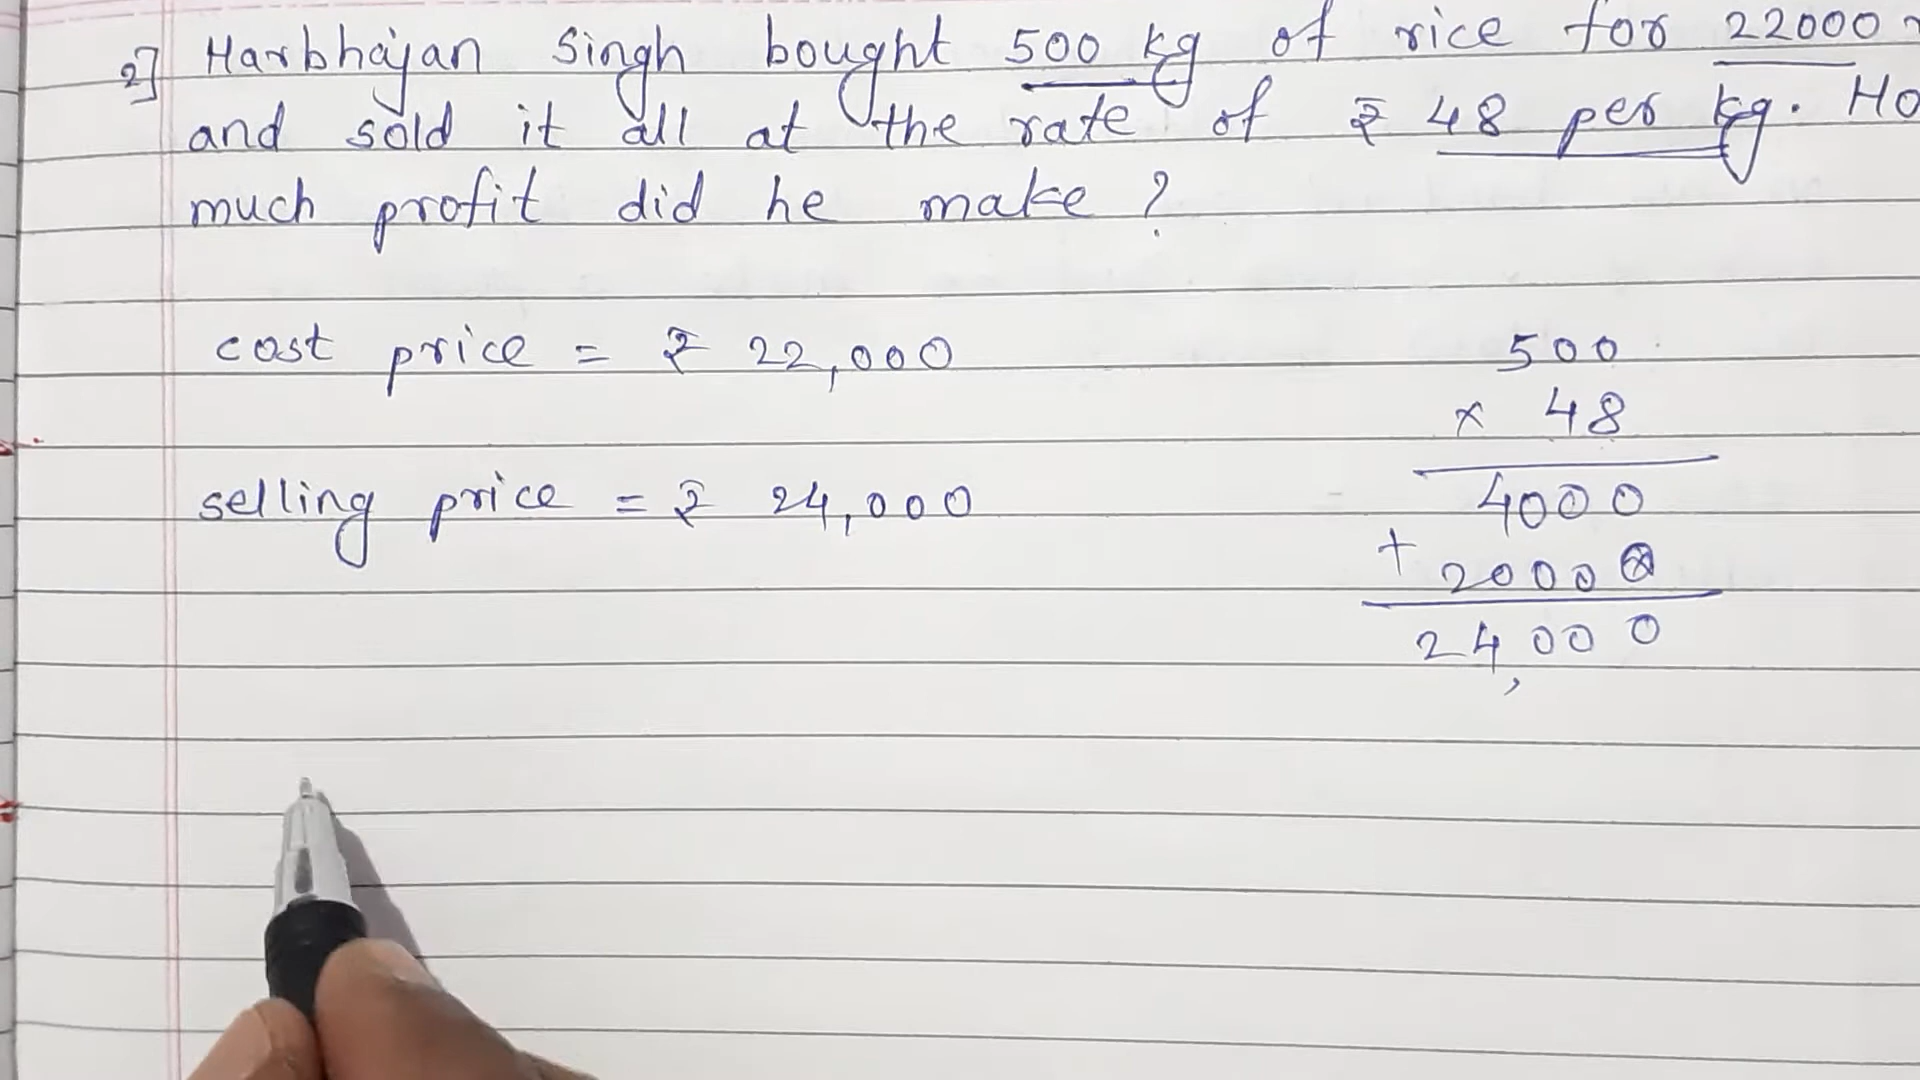 2] Harbhajan Singh bought 500 kg of rice for 22000
and sold it all at the rate of ₹ 48 per kg. Ho
much profit did he make ?
cost price = ₹ 22,000
selling price = ₹ 24,000
500
x 48
4000
+ 20000
24,000